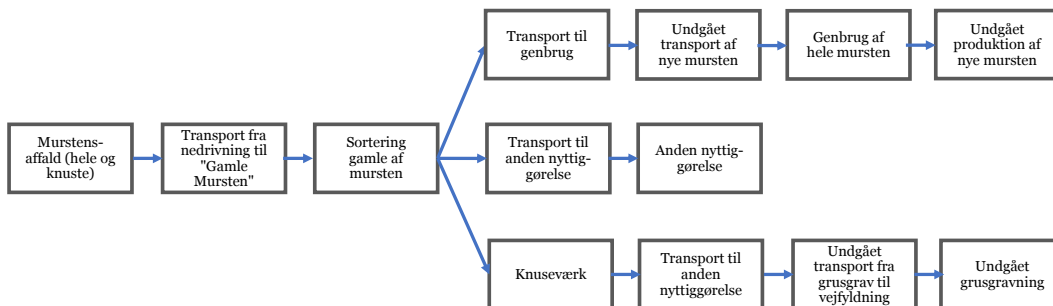 Transport til
genbrug
Undgået
transport af
nye mursten
Genbrug af
hele mursten
Undgået
produktion af
nye mursten
Murstens-
affald (hele og
knuste)
Transport fra
nedrivning til
"Gamle
Mursten"
Sortering
gamle af
mursten
Transport til
anden nyttig-
gørelse
Anden nyttig-
gørelse
Knuseværk
Transport til
anden
nyttiggørelse
Undgået
transport fra
grusgrav til
vejfyldning
Undgået
grusgravning